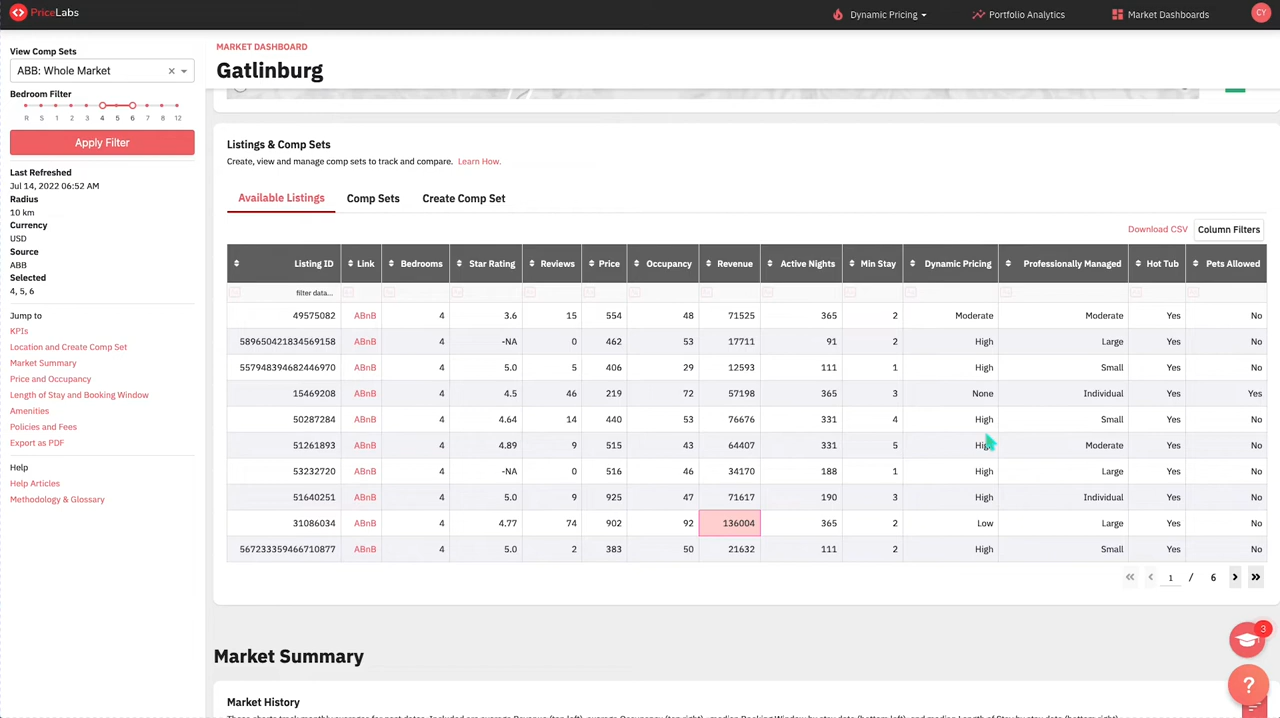 PriceLabs
Dynamic Pricing
Portfolio Analytics
Market Dashboards
CY
View Comp Sets
ABB: Whole Market
Bedroom Filter
R S 1 2 3 4 5 6 7 8 12
Apply Filter
Last Refreshed
Jul 14, 2022 06:52 AM
Radius
10 km
Currency
USD
Source
ABB
Selected
4, 5, 6
Jump to
KPIs
Location and Create Comp Set
Market Summary
Price and Occupancy
Length of Stay and Booking Window
Amenities
Policies and Fees
Export as PDF
Help
Help Articles
Methodology & Glossary
MARKET DASHBOARD
Gatlinburg
Listings & Comp Sets
Create, view and manage comp sets to track and compare. Learn How.
Available Listings Comp Sets Create Comp Set
Download CSV Column Filters
Listing ID Link Bedrooms Star Rating Reviews Price Occupancy Revenue Active Nights Min Stay Dynamic Pricing Professionally Managed Hot Tub Pets Allowed
filter data...
49575082 ABnB 4 3.6 15 554 48 71525 365 2 Moderate Moderate Yes No
589650421834569158 ABnB 4 -NA 0 462 53 17711 91 2 High Large Yes No
557948394682446970 ABnB 4 5.0 5 406 29 12593 111 1 High Small Yes No
15469208 ABnB 4 4.5 46 219 72 57198 365 3 None Individual Yes Yes
50287284 ABnB 4 4.64 14 440 53 76676 331 4 High Small Yes No
51261893 ABnB 4 4.89 9 515 43 64407 331 5 High Moderate Yes No
53232720 ABnB 4 -NA 0 516 46 34170 188 1 High Large Yes No
51640251 ABnB 4 5.0 9 925 47 71617 190 3 High Individual Yes No
31086034 ABnB 4 4.77 74 902 92 136004 365 2 Low Large Yes No
567233359466710877 ABnB 4 5.0 2 383 50 21632 111 2 High Small Yes No
1 / 6
3
?
Market Summary
Market History